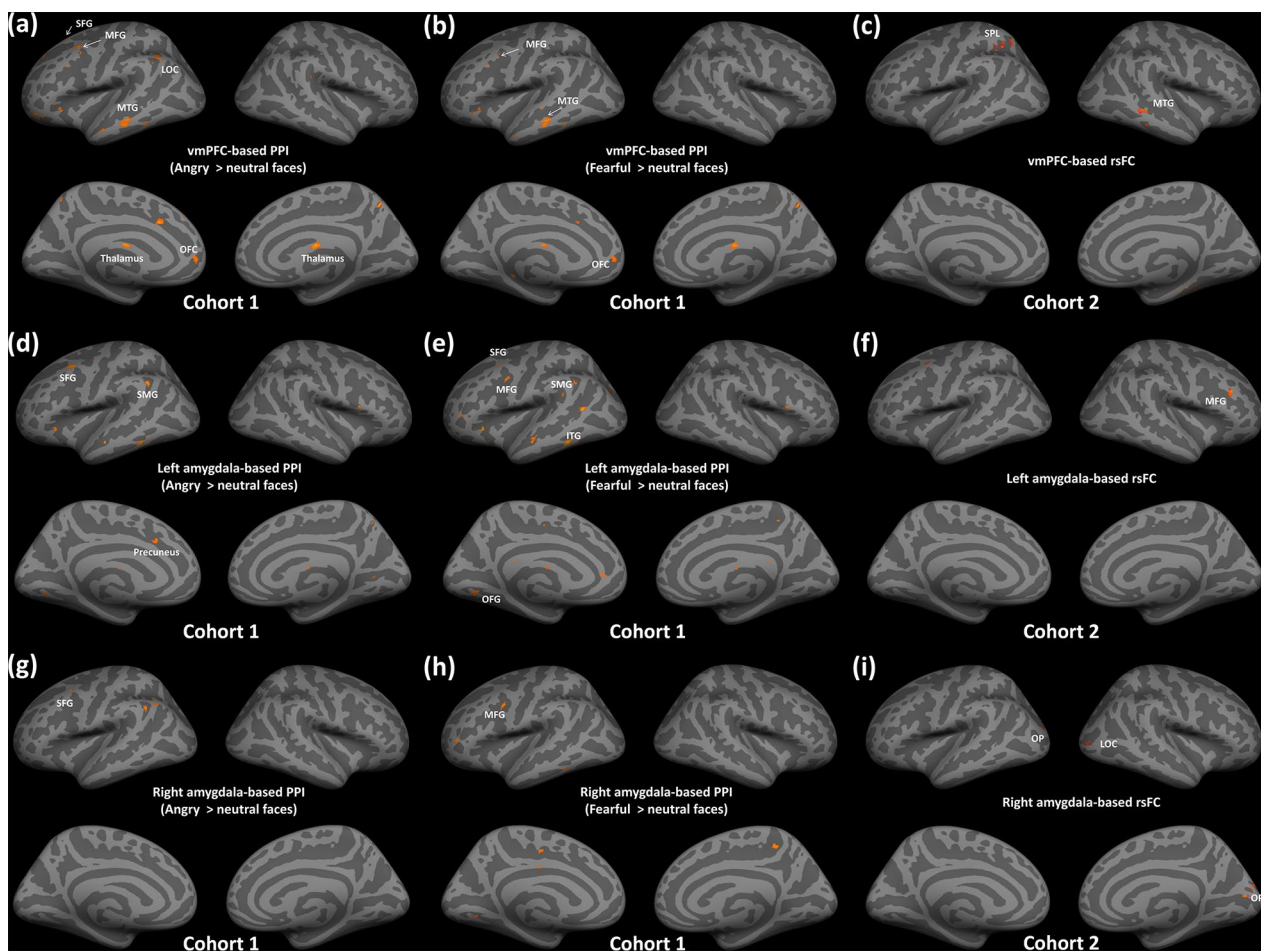 (a)
SFG
MFG
LOC
MTG
vmPFC-based PPI
(Angry > neutral faces)
Thalamus
OFC
Thalamus
Cohort 1
(b)
MFG
MTG
vmPFC-based PPI
(Fearful > neutral faces)
OFC
Cohort 1
(c)
SPL
MTG
vmPFC-based rsFC
Cohort 2
(d)
SFG
SMG
Left amygdala-based PPI
(Angry > neutral faces)
Precuneus
Cohort 1
(e)
SFG
MFG
SMG
ITG
Left amygdala-based PPI
(Fearful > neutral faces)
OFG
Cohort 1
(f)
MFG
Left amygdala-based rsFC
Cohort 2
(g)
SFG
Right amygdala-based PPI
(Angry > neutral faces)
Cohort 1
(h)
MFG
Right amygdala-based PPI
(Fearful > neutral faces)
Cohort 1
(i)
OP
LOC
Right amygdala-based rsFC
OP
Cohort 2